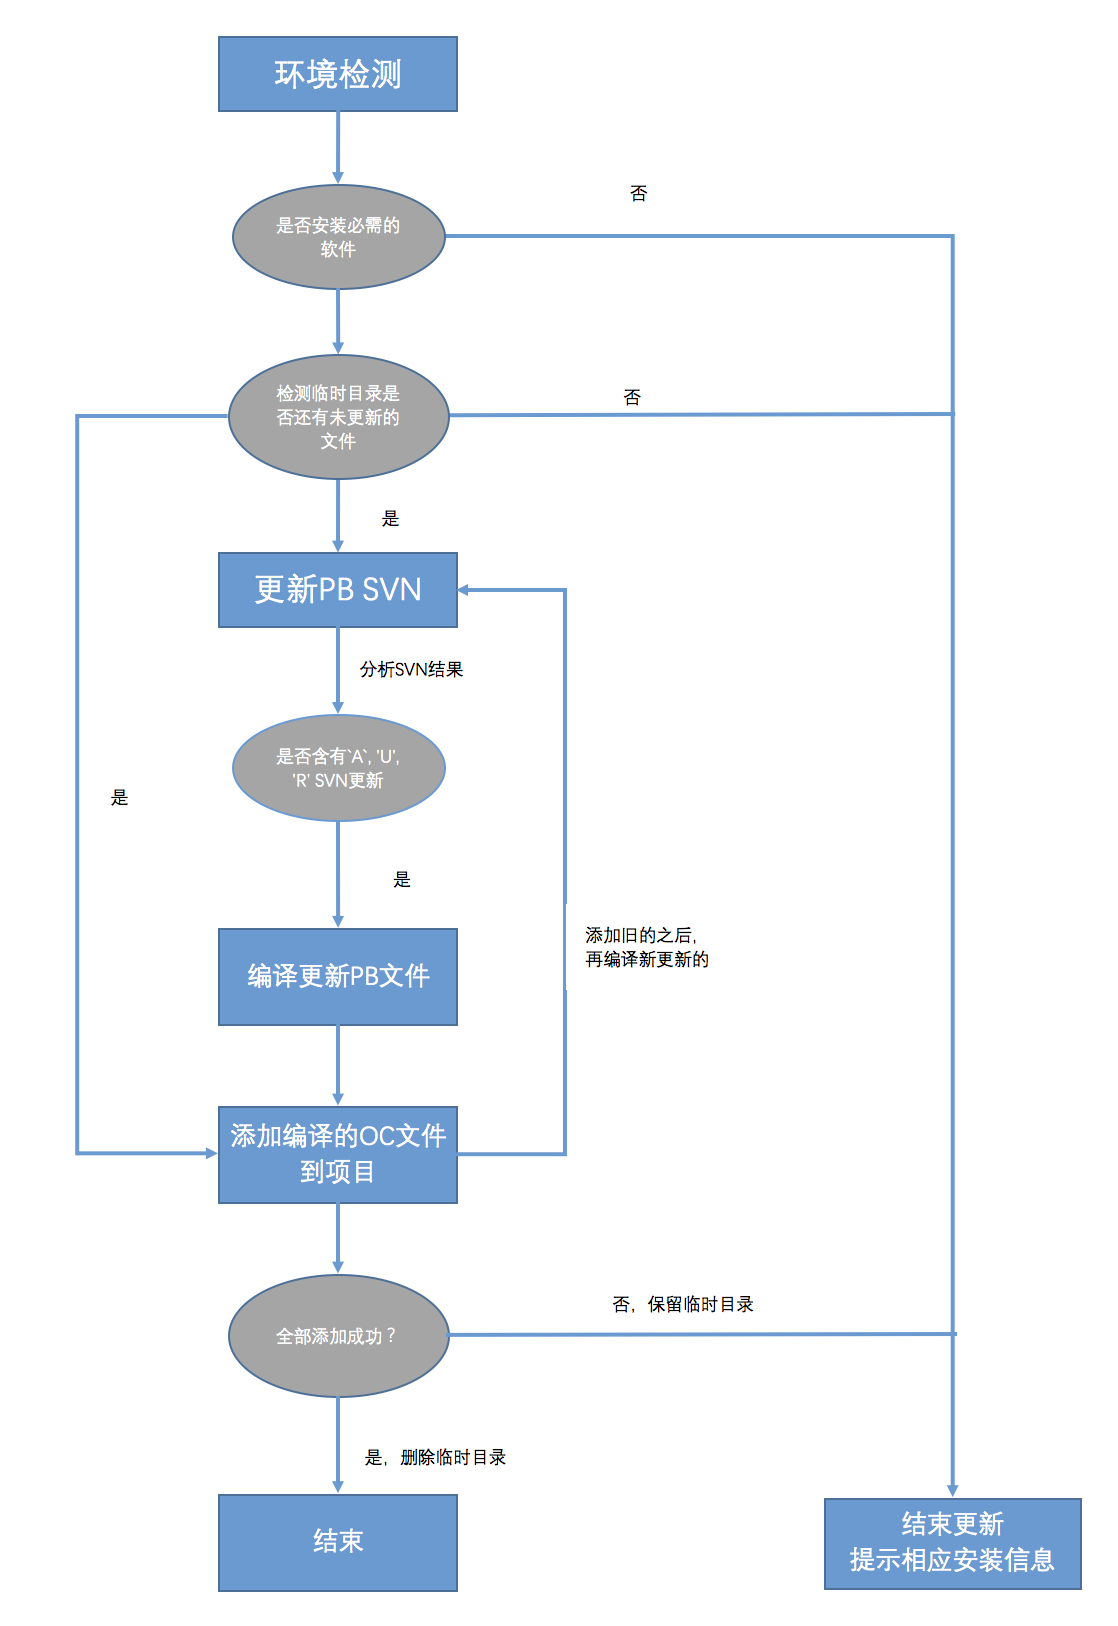 环境检测
否
是否安装必需的
软件
检测临时目录是
否还有未更新的
文件
否
是
更新PB SVN
分析SVN结果
是否含有`A`, 'U',
'R' SVN更新
是
是
添加旧的之后，
再编译新更新的
编译更新PB文件
添加编译的OC文件
到项目
否，保留临时目录
全部添加成功？
是，删除临时目录
结束
结束更新
提示相应安装信息